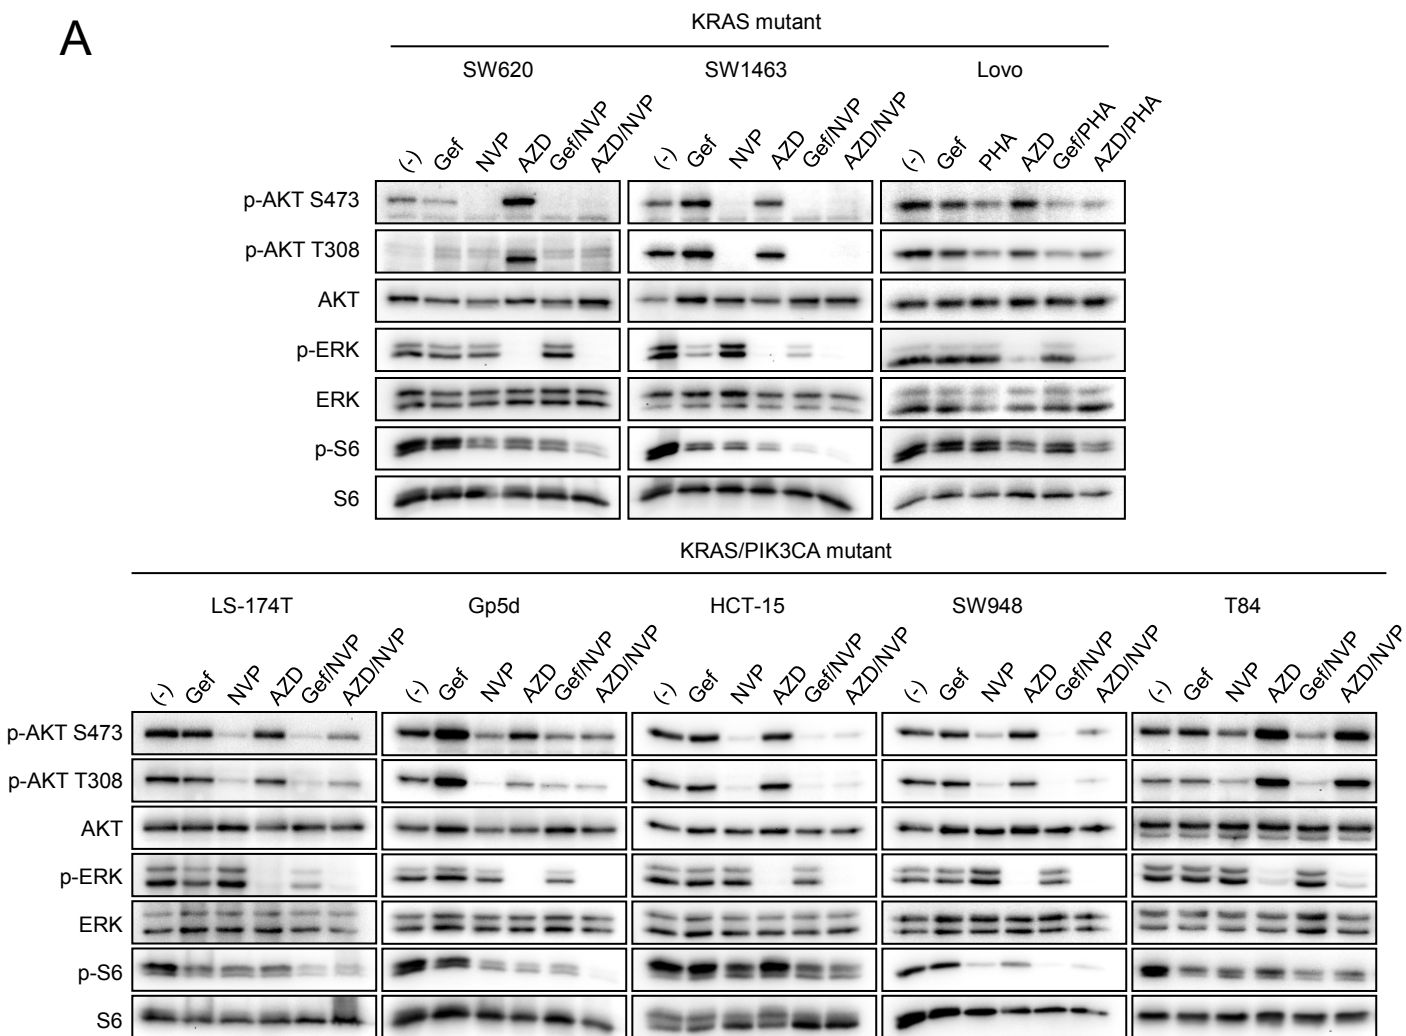 A
KRAS mutant
SW620 SW1463 Lovo
(-) Gef NVP AZD Gef/NVP AZD/NVP (-) Gef NVP AZD Gef/NVP AZD/NVP (-) Gef PHA AZD Gef/PHA AZD/PHA
p-AKT S473
p-AKT T308
AKT
p-ERK
ERK
p-S6
S6
KRAS/PIK3CA mutant
LS-174T Gp5d HCT-15 SW948 T84
(-) Gef NVP AZD Gef/NVP AZD/NVP (-) Gef NVP AZD Gef/NVP AZD/NVP (-) Gef NVP AZD Gef/NVP AZD/NVP (-) Gef NVP AZD Gef/NVP AZD/NVP (-) Gef NVP AZD Gef/NVP AZD/NVP
p-AKT S473
p-AKT T308
AKT
p-ERK
ERK
p-S6
S6